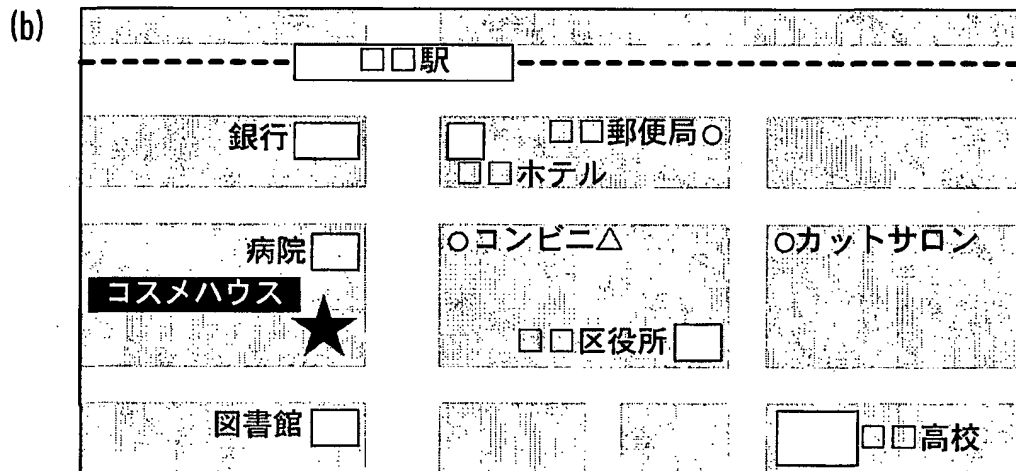 (b)
□□駅
銀行
□□郵便局
□□ホテル
病院
コンビニ△
カットサロン
コスメハウス
□□区役所
図書館
□□高校